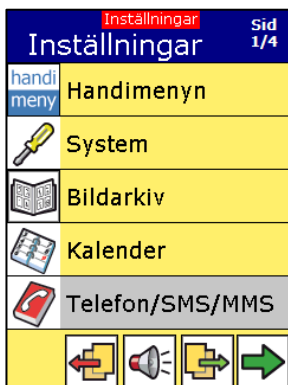 Inställningar
Inställningar
Sid
1/4
handi
meny
Handimenyn
System
Bildarkiv
Kalender
Telefon/SMS/MMS